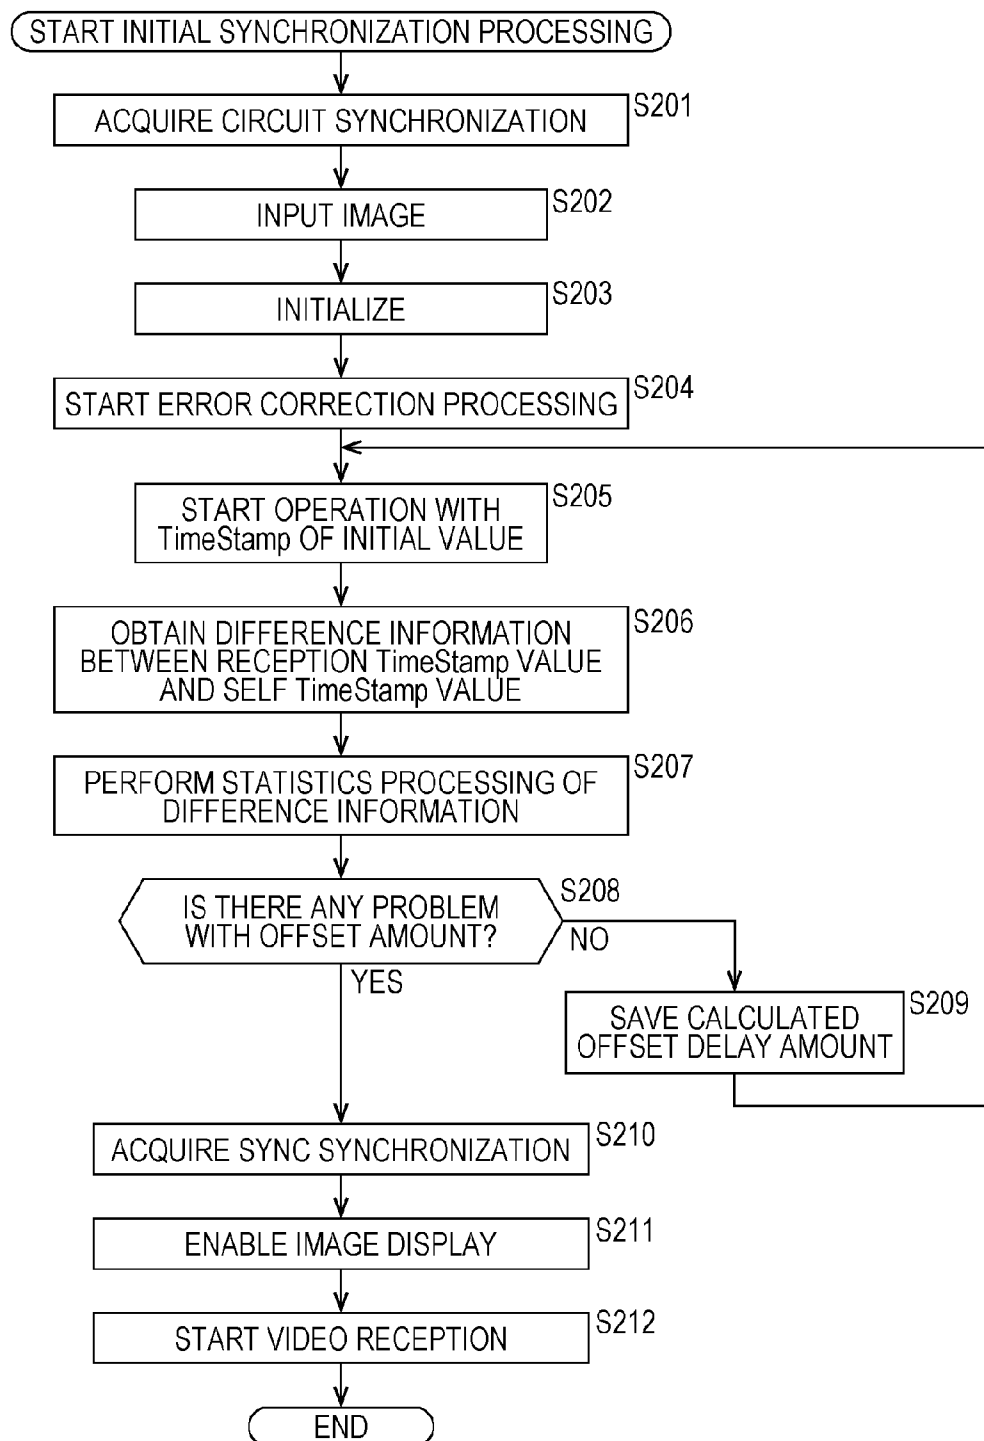 START INITIAL SYNCHRONIZATION PROCESSING
S201
ACQUIRE CIRCUIT SYNCHRONIZATION
S202
INPUT IMAGE
S203
INITIALIZE
S204
START ERROR CORRECTION PROCESSING
S205
START OPERATION WITH
TimeStamp OF INITIAL VALUE
S206
OBTAIN DIFFERENCE INFORMATION
BETWEEN RECEPTION TimeStamp VALUE
AND SELF TimeStamp VALUE
S207
PERFORM STATISTICS PROCESSING OF
DIFFERENCE INFORMATION
S208
IS THERE ANY PROBLEM
WITH OFFSET AMOUNT?
NO
YES
S209
SAVE CALCULATED
OFFSET DELAY AMOUNT
S210
ACQUIRE SYNC SYNCHRONIZATION
S211
ENABLE IMAGE DISPLAY
S212
START VIDEO RECEPTION
END